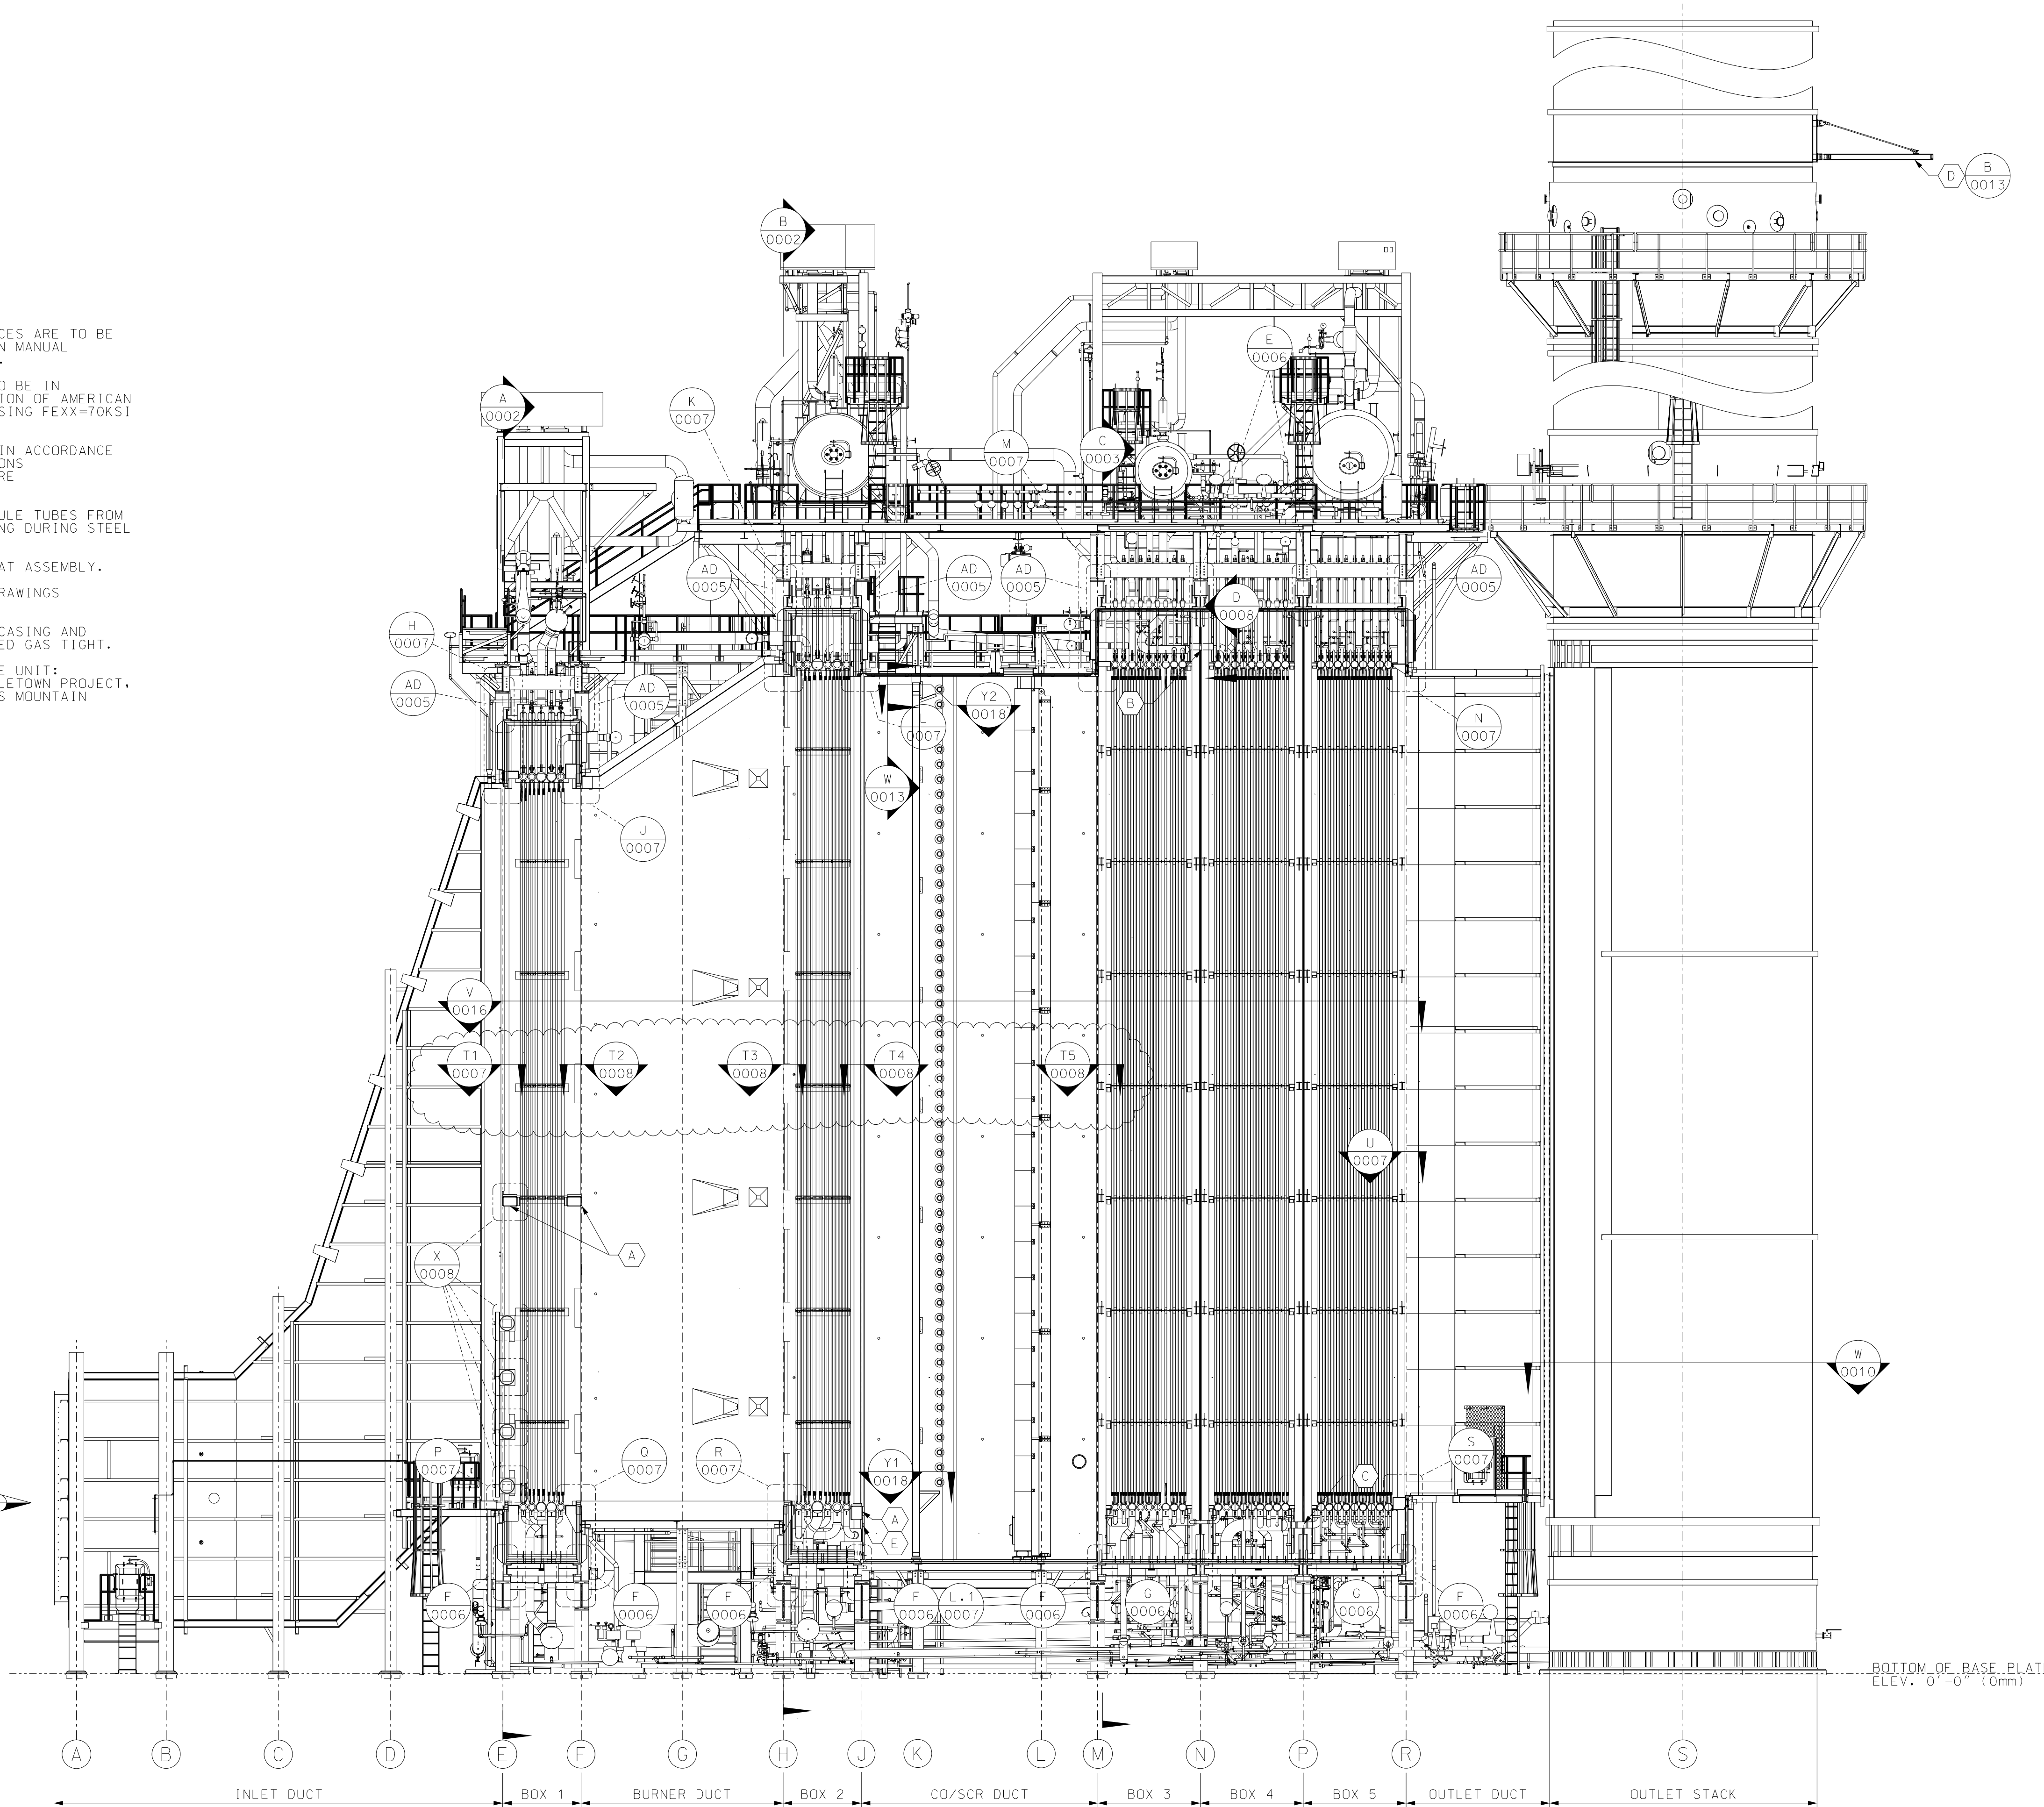 CES ARE TO BE
N MANUAL
.
O BE IN
ION OF AMERICAN
SING FEXX=70KSI
IN ACCORDANCE
ONS
RE
ULE TUBES FROM
NG DURING STEEL
AT ASSEMBLY.
RAWINGS
CASING AND
ED GAS TIGHT.
E UNIT:
LETOWN PROJECT,
S MOUNTAIN
D
B
0013
B
0002
A
0002
K
0007
E
0006
M
0007
C
0003
AD
0005
AD
0005
AD
0005
AD
0005
D
0008
H
0007
AD
0005
AD
0005
B
L
0007
Y2
0018
N
0007
W
0013
J
0007
V
0016
T1
0007
T2
0008
T3
0008
T4
0008
T5
0008
U
0007
A
X
0008
W
0010
P
0007
Q
0007
R
0007
Y1
0018
S
0007
C
A
E
F
0006
F
0006
F
0006
F
0006
L.1
0007
F
0006
G
0006
G
0006
F
0006
BOTTOM OF BASE PLAT
ELEV. 0'-0" (0mm)
A
B
C
D
E
F
G
H
J
K
L
M
N
P
R
S
INLET DUCT
BOX 1
BURNER DUCT
BOX 2
CO/SCR DUCT
BOX 3
BOX 4
BOX 5
OUTLET DUCT
OUTLET STACK